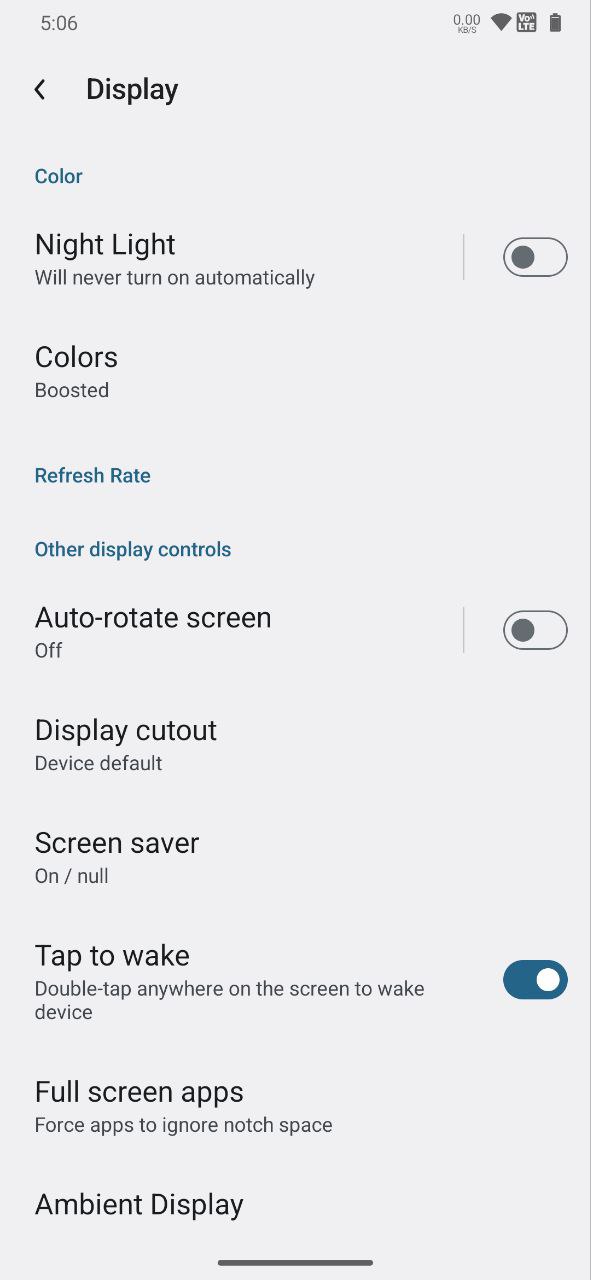 5:06
0.00
KB/S
Vo))
LTE
Display
Color
Night Light
Will never turn on automatically
Colors
Boosted
Refresh Rate
Other display controls
Auto-rotate screen
Off
Display cutout
Device default
Screen saver
On / null
Tap to wake
Double-tap anywhere on the screen to wake
device
Full screen apps
Force apps to ignore notch space
Ambient Display